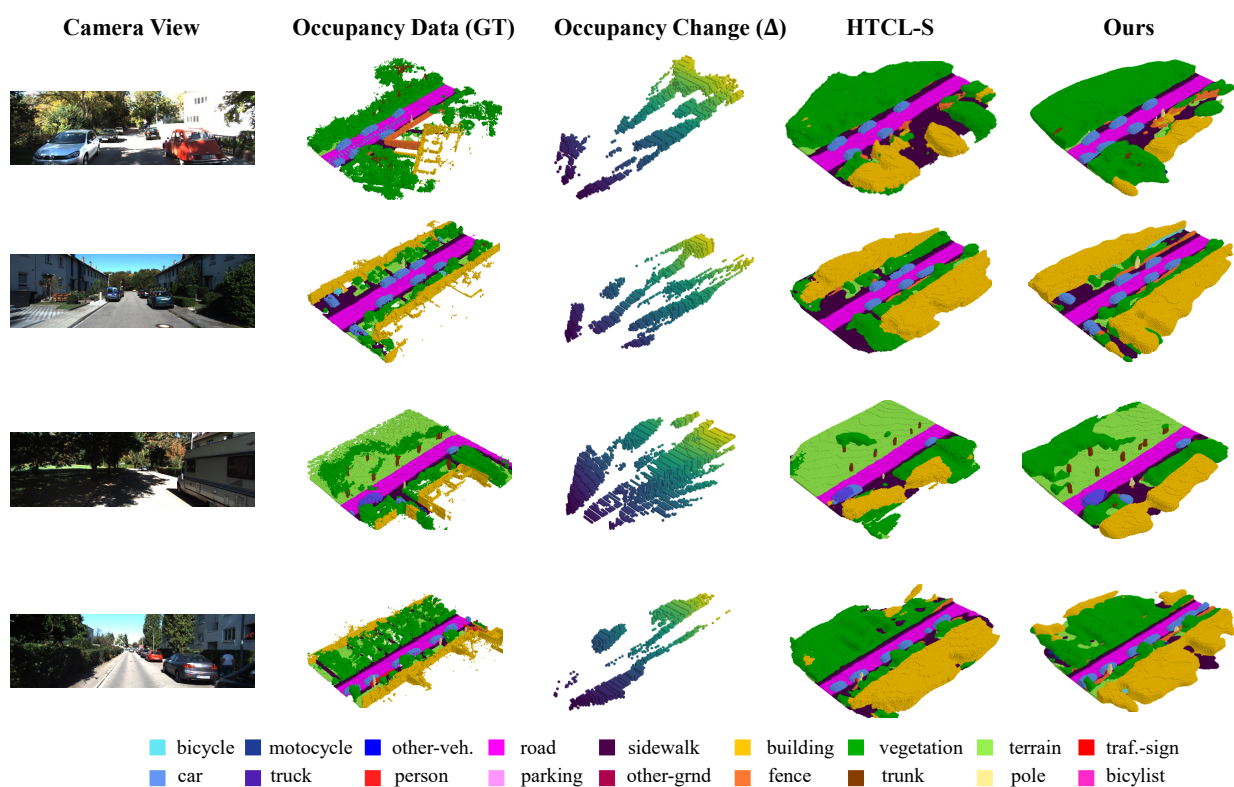 Camera View Occupancy Data (GT) Occupancy Change (Δ) HTCL-S Ours
bicycle motocycle other-veh. road sidewalk building vegetation terrain traf.-sign
car truck person parking other-grnd fence trunk pole bicylist